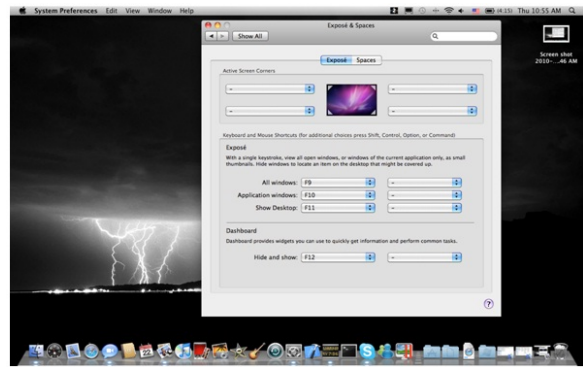 System Preferences Edit View Window Help
(4:15) Thu 10:55 AM
Exposé & Spaces
Show All
Exposé Spaces
Active Screen Corners
-
-
-
-
Keyboard and Mouse Shortcuts (for additional choices press Shift, Control, Option, or Command)
Exposé
With a single keystroke, view all open windows, or windows of the current application only, as small
thumbnails. Hide windows to locate an item on the desktop that might be covered up.
All windows: F9 -
Application windows: F10 -
Show Desktop: F11 -
Dashboard
Dashboard provides widgets you can use to quickly get information and perform common tasks.
Hide and show: F12 -
?
Screen shot
2010-...46 AM